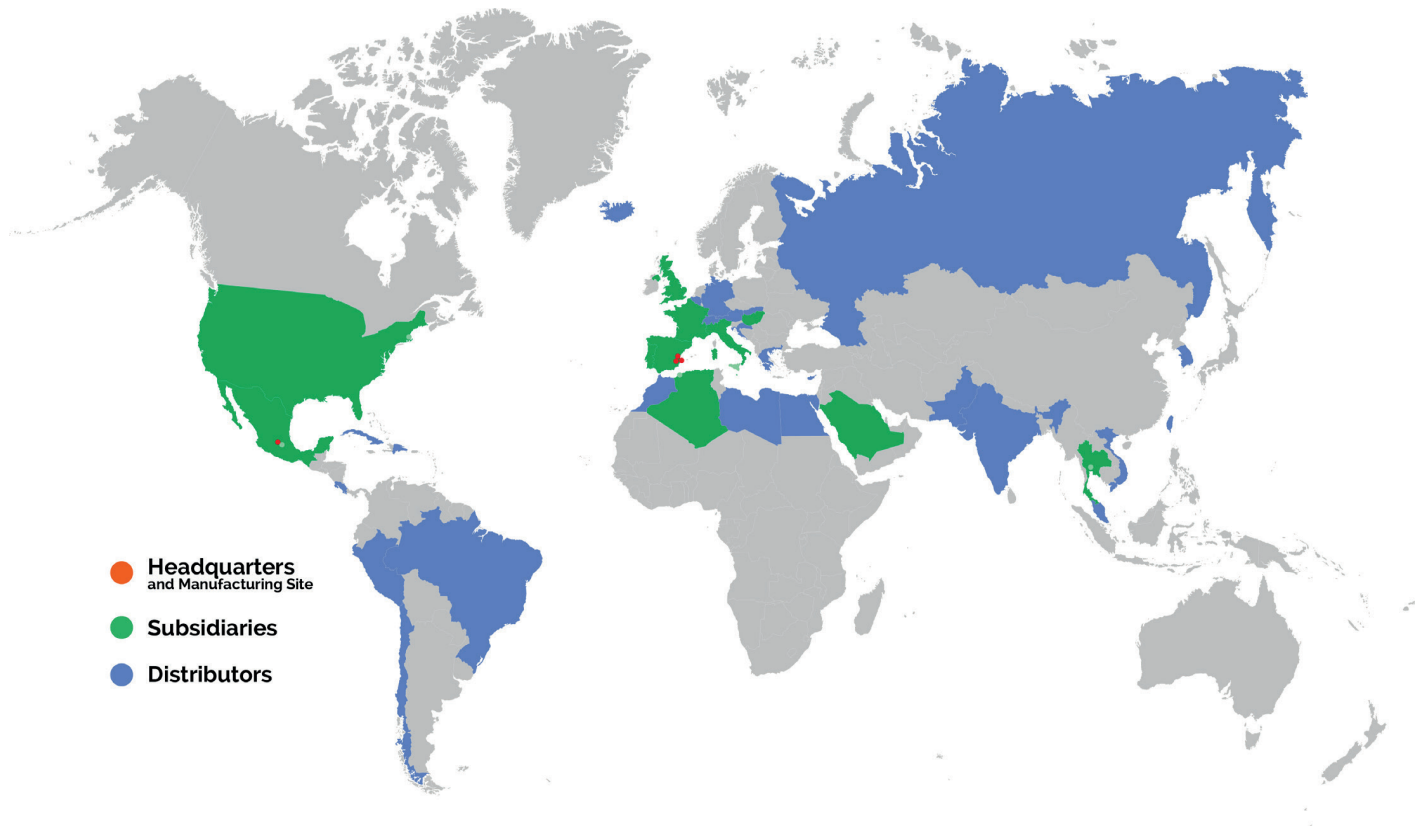 Headquarters
and Manufacturing Site
Subsidiaries
Distributors